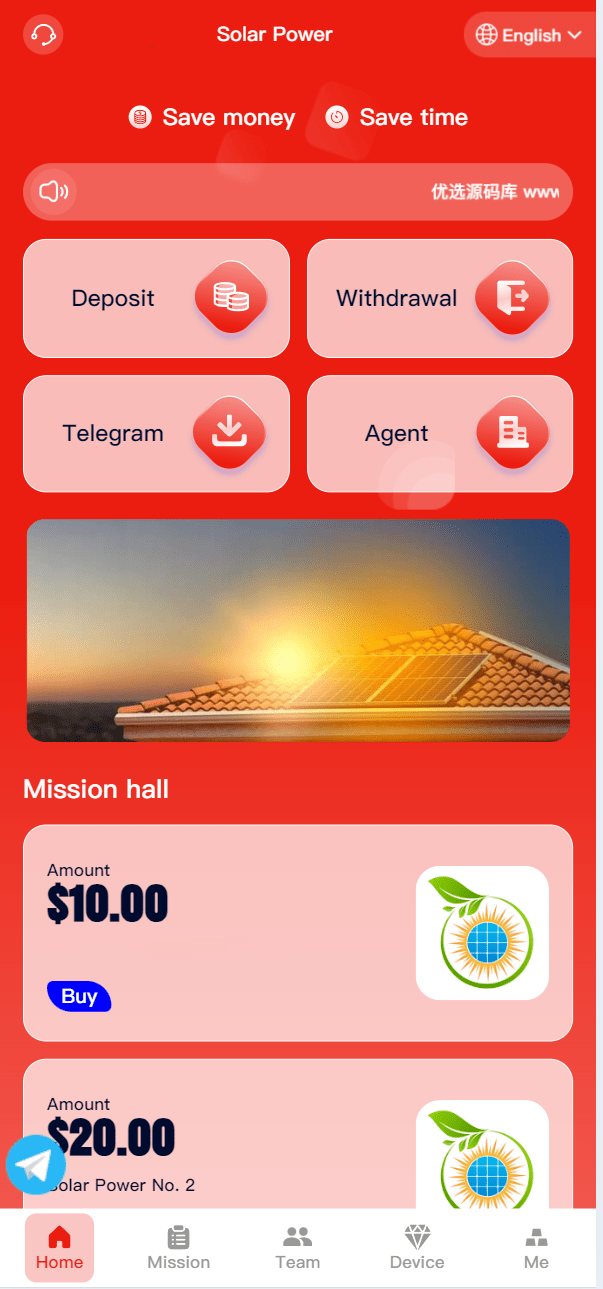 Solar Power
English
Save money
Save time
优选源码库 www
Deposit
Withdrawal
Telegram
Agent
Mission hall
Amount
$10.00
Buy
Amount
$20.00
Solar Power No. 2
Home
Mission
Team
Device
Me